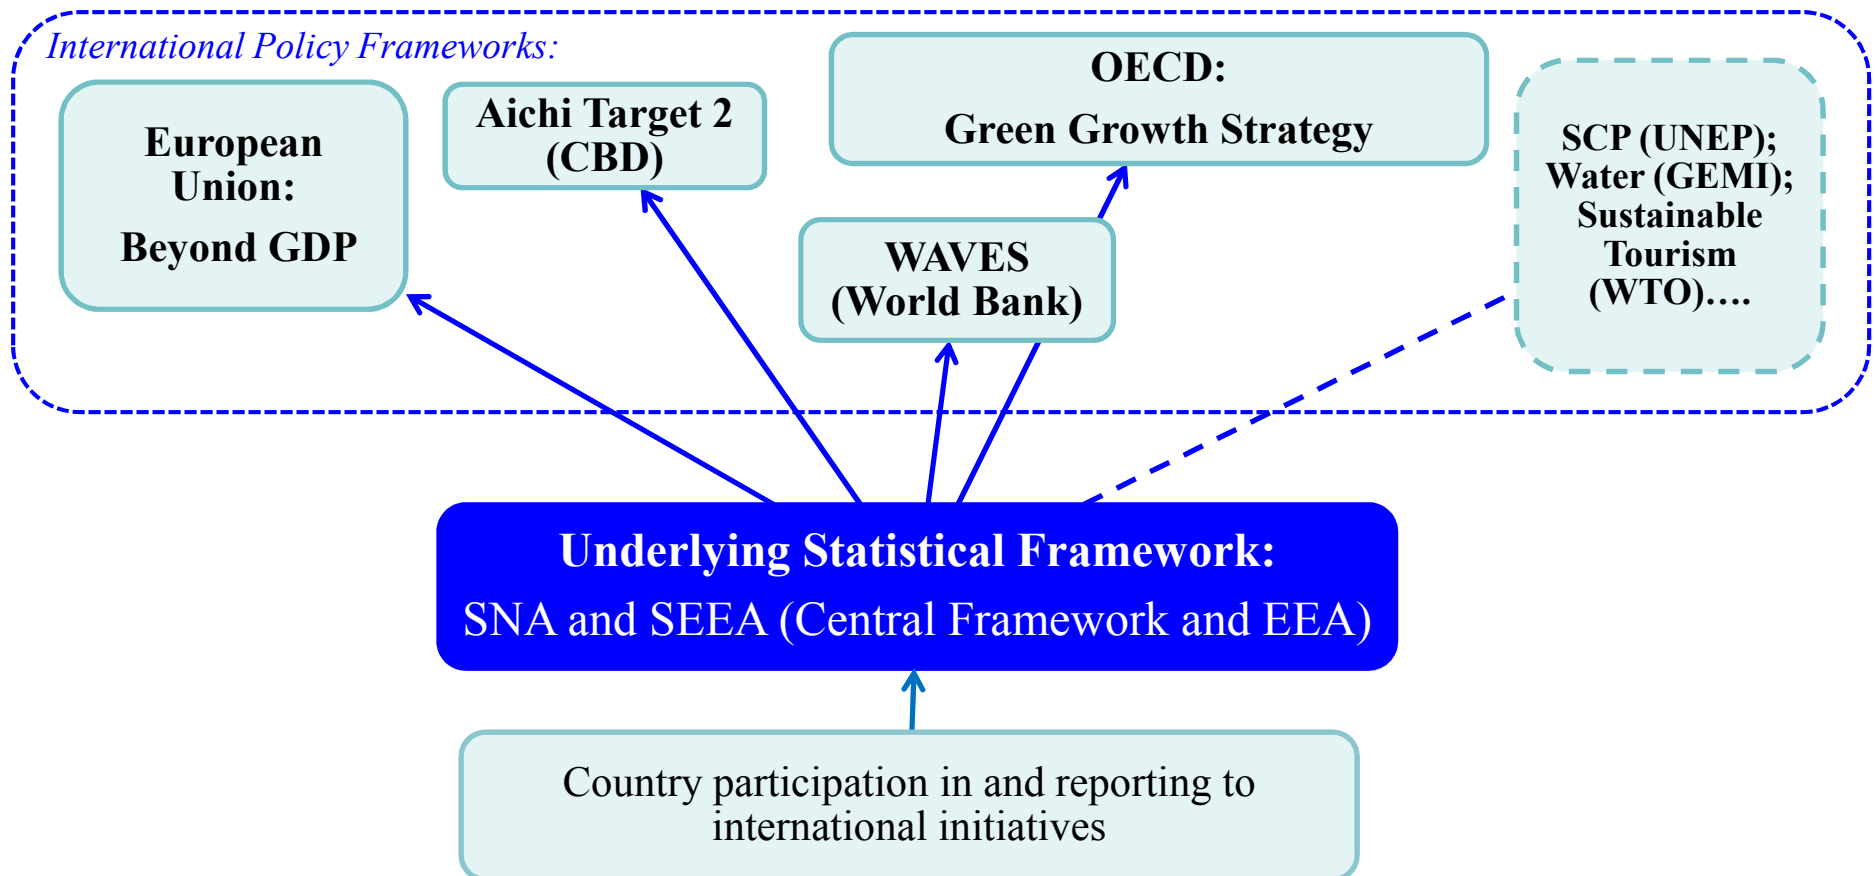 International Policy Frameworks:
European
Union:
Beyond GDP
Aichi Target 2
(CBD)
OECD:
Green Growth Strategy
WAVES
(World Bank)
SCP (UNEP);
Water (GEMI);
Sustainable
Tourism
(WTO)….
Underlying Statistical Framework:
SNA and SEEA (Central Framework and EEA)
Country participation in and reporting to
international initiatives